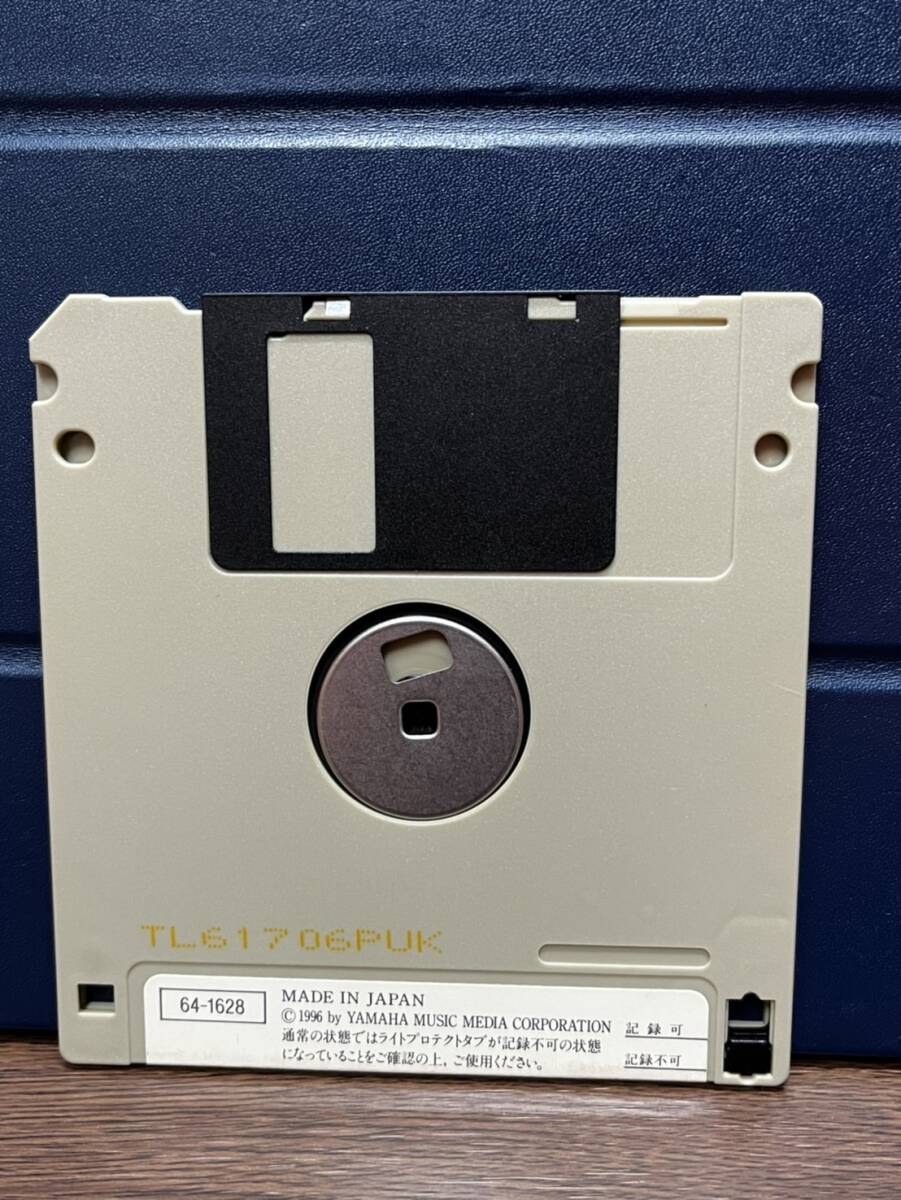 TL61706PUK
64-1628
MADE IN JAPAN
©1996 by YAMAHA MUSIC MEDIA CORPORATION
通常の状態ではライトプロテクトタブが記録不可の状態
になっていることをご確認の上，ご使用ください。
記録可
記録不可